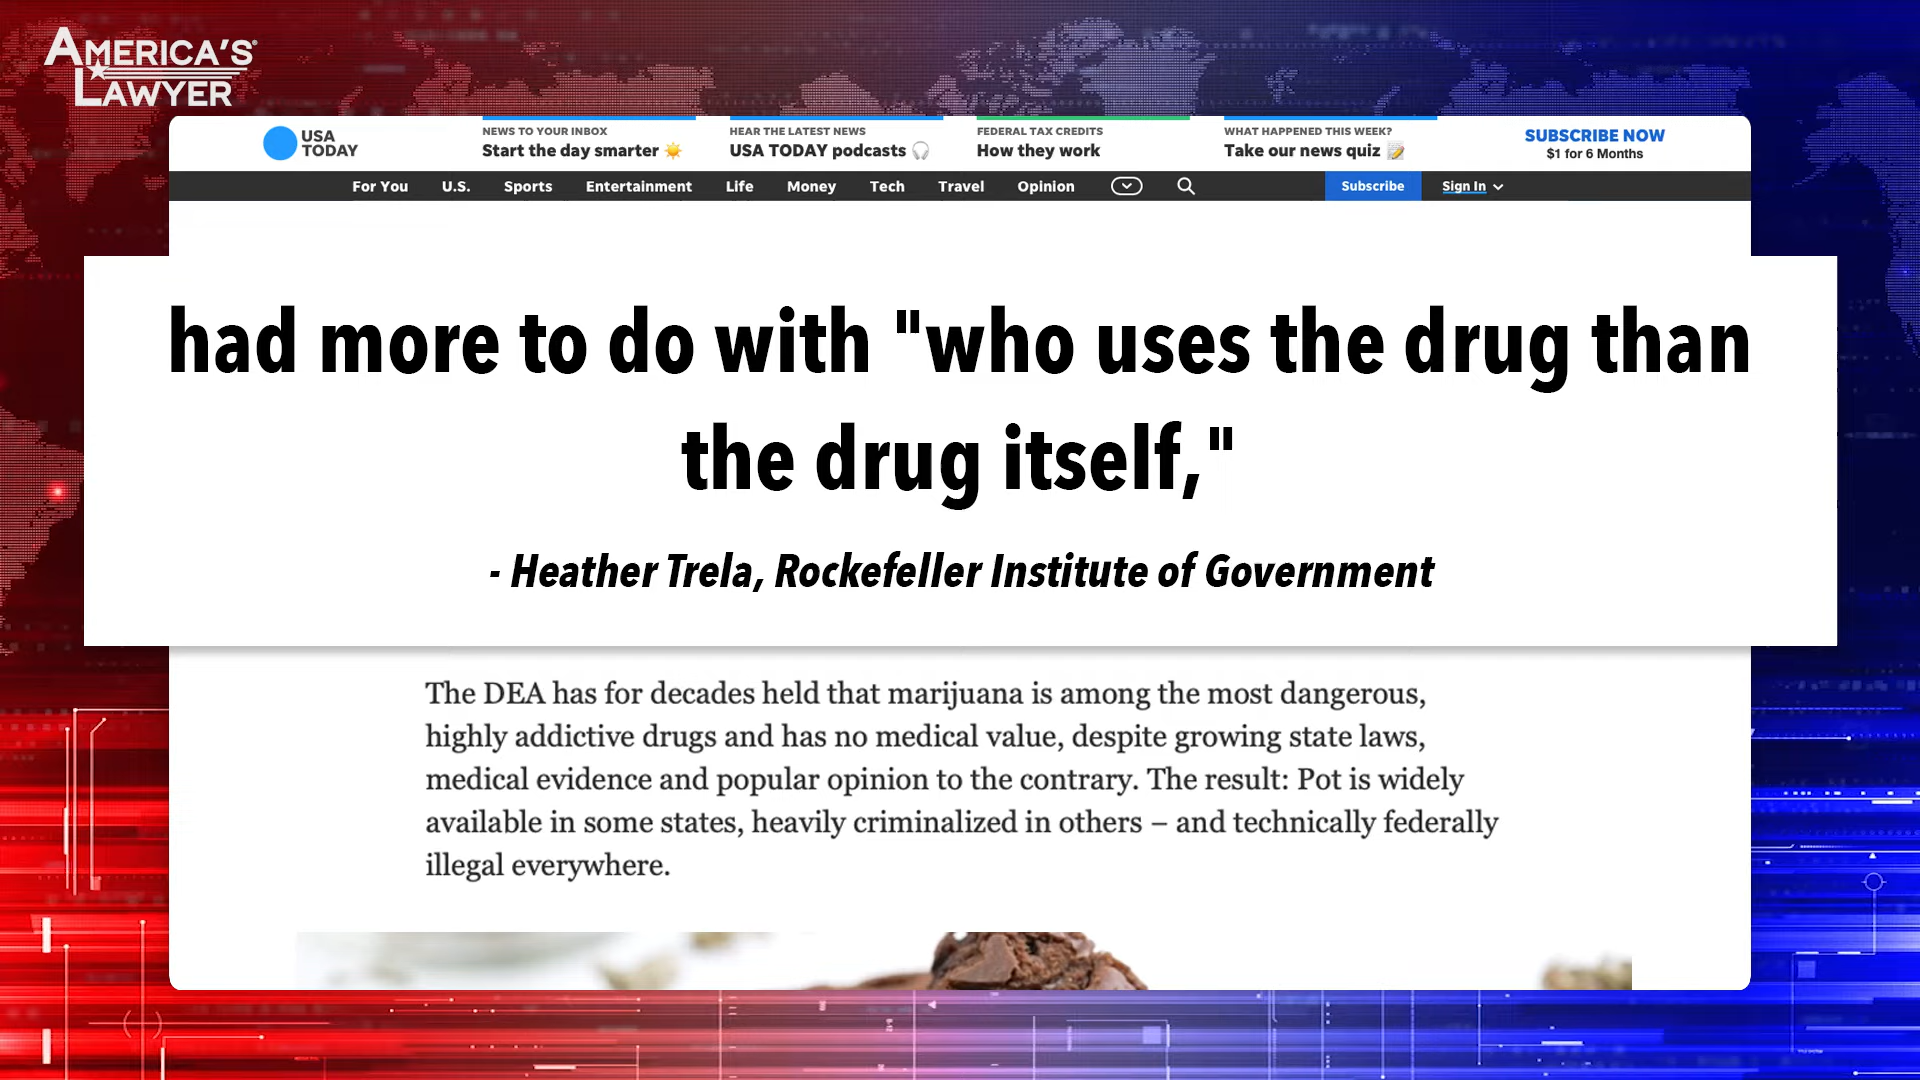 AMERICA'S
LAWYER
USA
TODAY
NEWS TO YOUR INBOX
Start the day smarter
HEAR THE LATEST NEWS
USA TODAY podcasts
FEDERAL TAX CREDITS
How they work
WHAT HAPPENED THIS WEEK?
Take our news quiz
SUBSCRIBE NOW
$1 for 6 Months
For You U.S. Sports Entertainment Life Money Tech Travel Opinion Subscribe Sign In
had more to do with "who uses the drug than
the drug itself,"
- Heather Trela, Rockefeller Institute of Government
The DEA has for decades held that marijuana is among the most dangerous,
highly addictive drugs and has no medical value, despite growing state laws,
medical evidence and popular opinion to the contrary. The result: Pot is widely
available in some states, heavily criminalized in others – and technically federally
illegal everywhere.